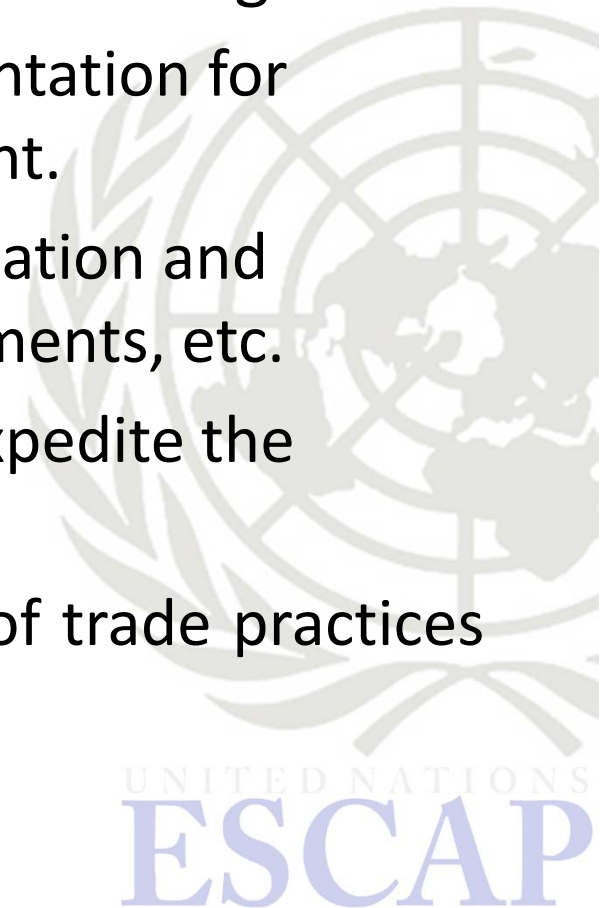 ntation for
nt.
ation and
ments, etc.
xpedite the
of trade practices
UNITED NATIONS
ESCAP